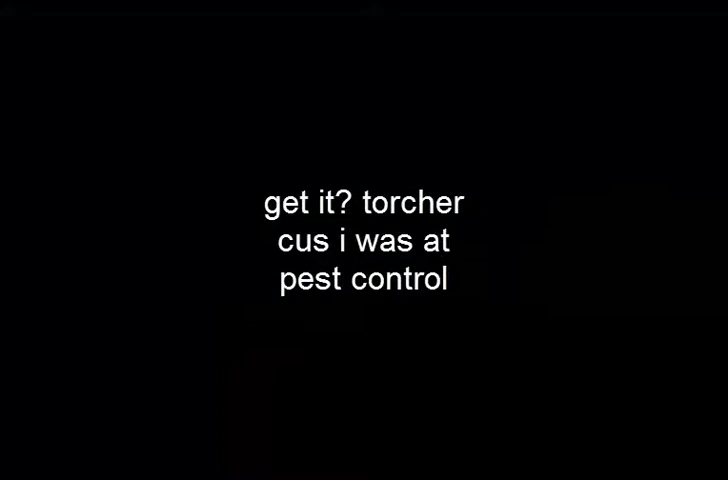 get it? torcher
cus i was at
pest control